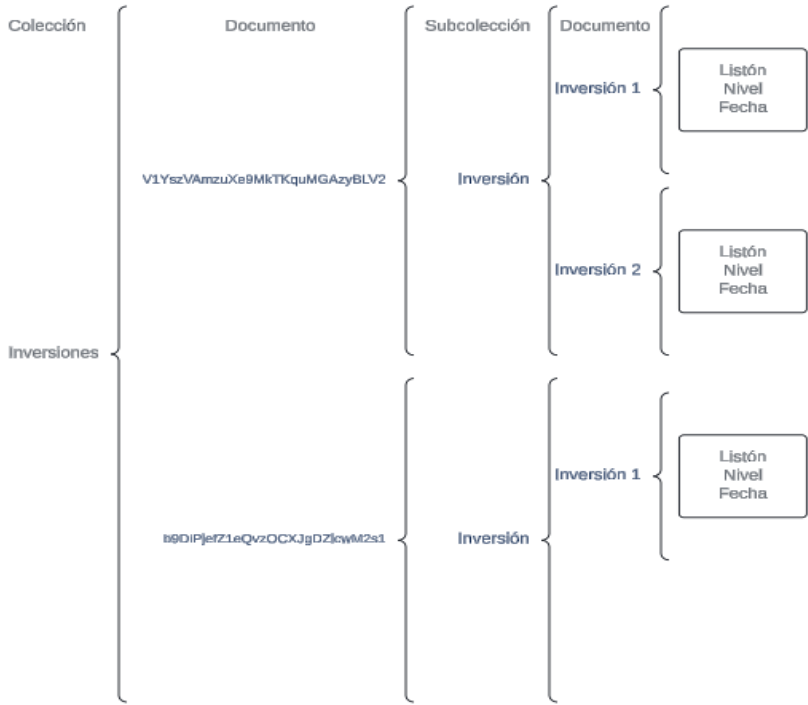 Colección Documento Subcolección Documento
Inversión 1
Listón
Nivel
Fecha
V1YszVAmzuXe9MkTKquMGAzyBLV2 Inversión
Inversión 2
Listón
Nivel
Fecha
Inversiones
Inversión 1
Listón
Nivel
Fecha
b9DiPjefZ1eQvzOCXJgDZjcwM2s1 Inversión